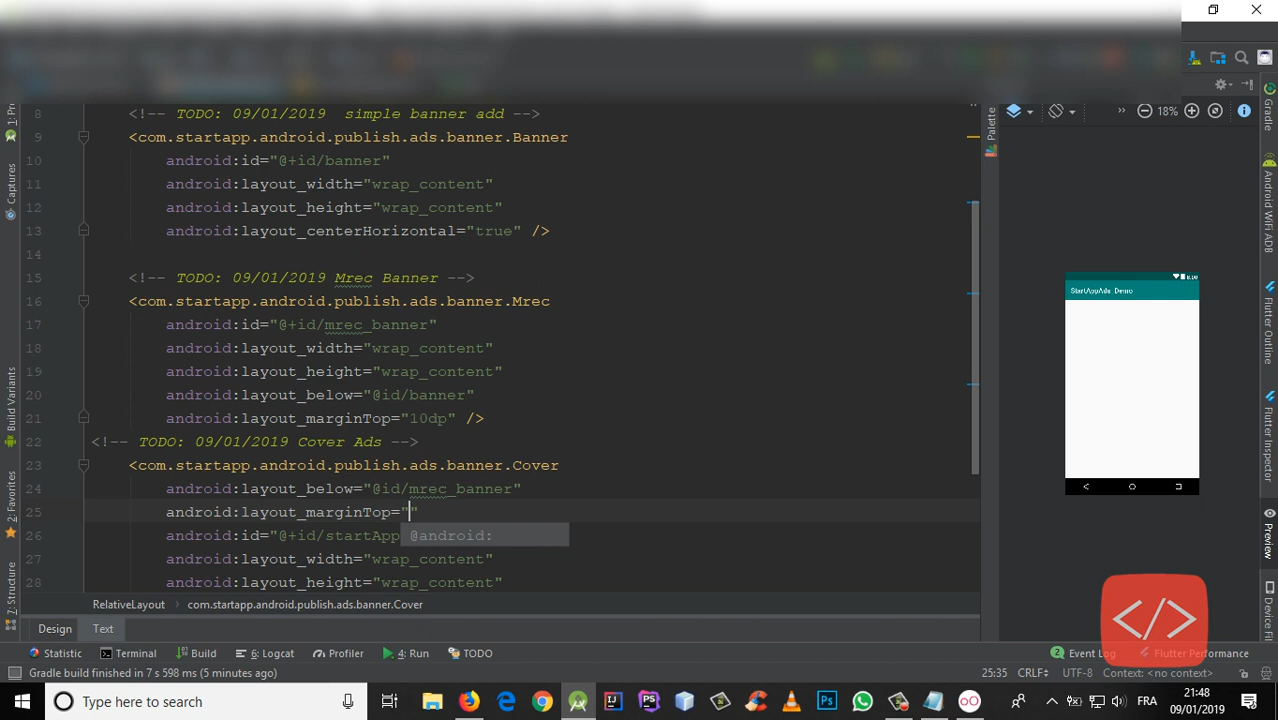 8 <!-- TODO: 09/01/2019  simple banner add -->
9 <com.startapp.android.publish.ads.banner.Banner
10 android:id="@+id/banner"
11 android:layout_width="wrap_content"
12 android:layout_height="wrap_content"
13 android:layout_centerHorizontal="true" />
14
15 <!-- TODO: 09/01/2019 Mrec Banner -->
16 <com.startapp.android.publish.ads.banner.Mrec
17 android:id="@+id/mrec_banner"
18 android:layout_width="wrap_content"
19 android:layout_height="wrap_content"
20 android:layout_below="@id/banner"
21 android:layout_marginTop="10dp" />
22 <!-- TODO: 09/01/2019 Cover Ads -->
23 <com.startapp.android.publish.ads.banner.Cover
24 android:layout_below="@id/mrec_banner"
25 android:layout_marginTop=""
@android:
26 android:id="@+id/startApp
27 android:layout_width="wrap_content"
28 android:layout_height="wrap_content"
RelativeLayout > com.startapp.android.publish.ads.banner.Cover
Design Text
Captures
Build Variants
2: Favorites
7: Structure
Palette
18%
StartAppAds Demo
Gradle
Android WiFi ADB
Flutter Outline
Flutter Inspector
Preview
Device Fil
Statistic Terminal Build 6: Logcat Profiler 4: Run TODO
2 Event Log Flutter Performance
Gradle build finished in 7 s 598 ms (5 minutes ago)
25:35 CRLF UTF-8 Context: <no context>
</>
Type here to search
FRA
21:48
09/01/2019